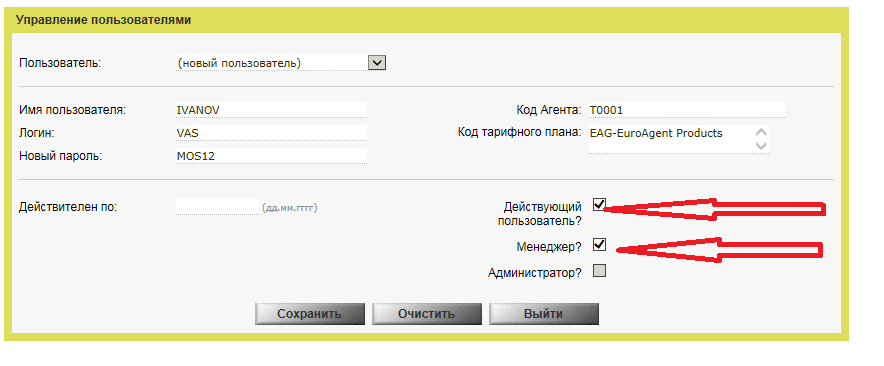 Управление пользователями
Пользователь: (новый пользователь)
Имя пользователя: IVANOV Код Агента: T0001
Логин: VAS Код тарифного плана: EAG-EuroAgent Products
Новый пароль: MOS12
Действителен по: (дд.мм.гггг) Действующий
пользователь?
Менеджер?
Администратор?
Сохранить Очистить Выйти